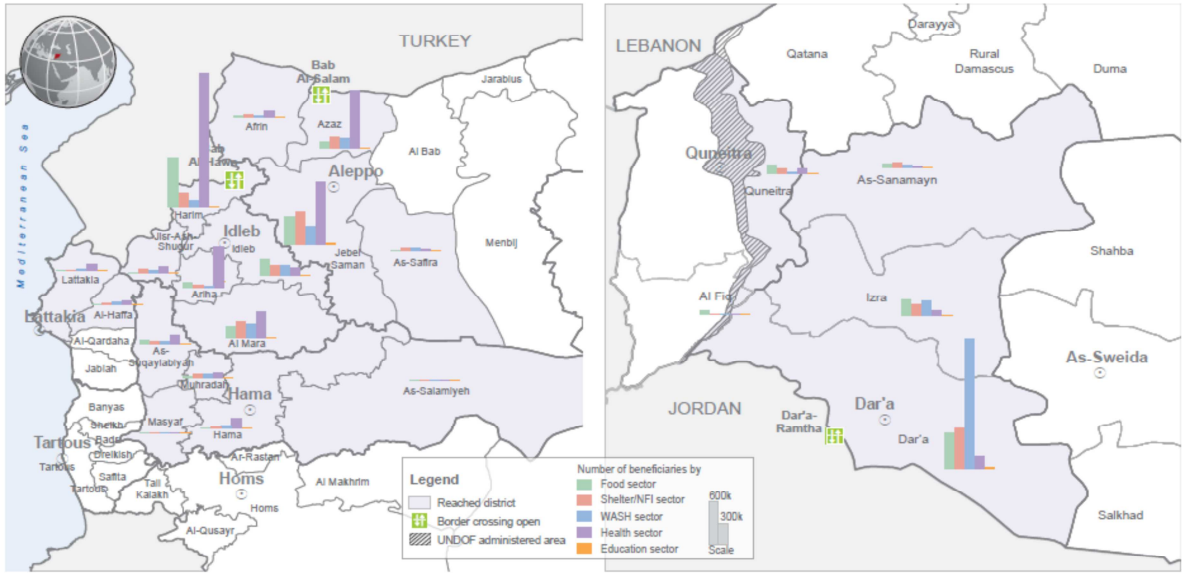 TURKEY
Bab
Al-Salam
Jarablus
Afrin
Azaz
Al Bab
Aleppo
Harim
Jisr-Ash-
Shugur
Idleb
Idleb
Jebel
Saman
As-Safira
Menbij
Mediterranean Sea
Lattakia
Ariha
Al-Haffa
Lattakia
Al-Qardaha
As-
Suqaylabiyah
Al Mara
Jablah
Muhradah
Hama
As-Salamiyeh
Banyas
Masyaf
Hama
Sheikh
Badr
Tartous
Dreikish
Ar-Rastan
Tartous
Safita
Tartous
Tall
Kalakh
Homs
Homs
Al Makhrim
Al-Qusayr
LEBANON
Qatana
Darayya
Rural
Damascus
Duma
Quneitra
Quneitra
As-Sanamayn
Shahba
Al Fiq
Izra
As-Sweida
JORDAN
Dar'a-
Ramtha
Dar'a
Dar'a
Salkhad
Legend
Reached district
Border crossing open
UNDOF administered area
Number of beneficiaries by
Food sector
Shelter/NFI sector
WASH sector
Health sector
Education sector
600k
300k
Scale